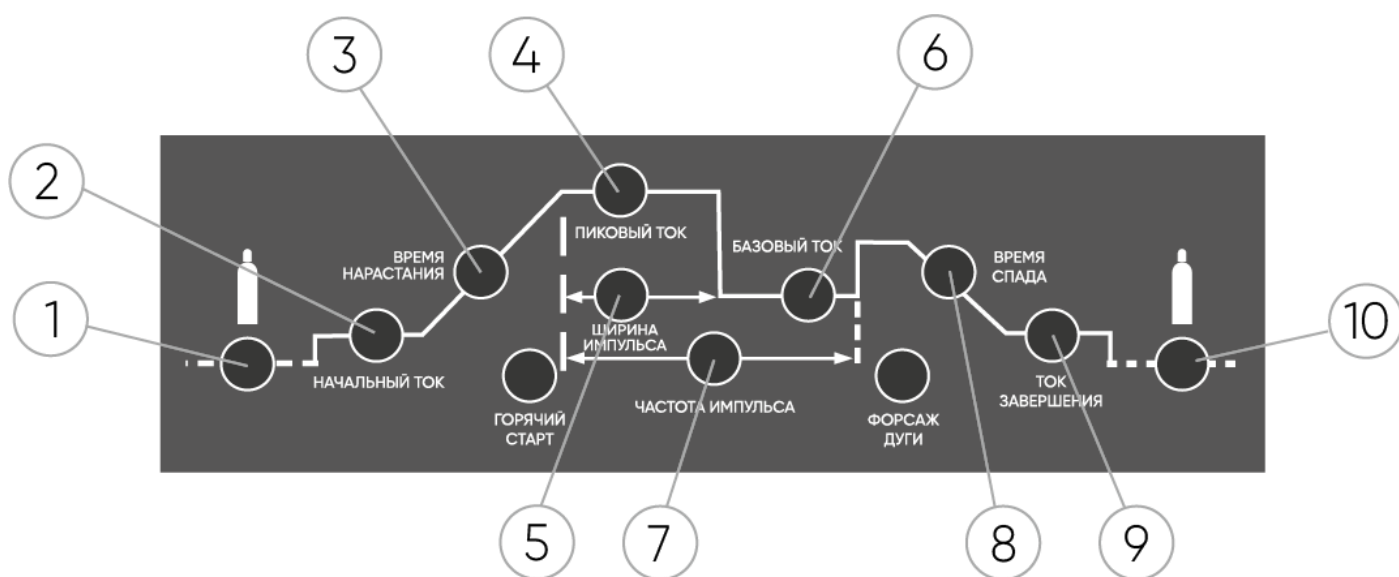 3
4
6
2
ПИКОВЫЙ ТОК
БАЗОВЫЙ ТОК
ВРЕМЯ
НАРАСТАНИЯ
ВРЕМЯ
СПАДА
1
10
ШИРИНА
ИМПУЛЬСА
НАЧАЛЬНЫЙ ТОК
ГОРЯЧИЙ
СТАРТ
ЧАСТОТА ИМПУЛЬСА
ФОРСАЖ
ДУГИ
ТОК
ЗАВЕРШЕНИЯ
5
7
8
9